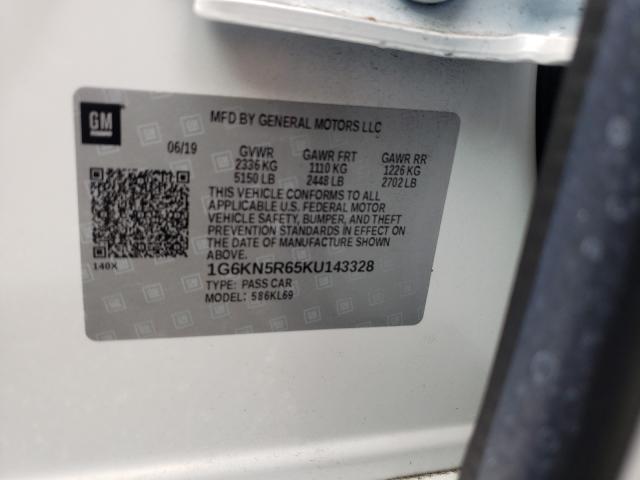 GM
MFD BY GENERAL MOTORS LLC
06/19
GVWR GAWR FRT GAWR RR
2336 KG 1110 KG 1226 KG
5150 LB 2448 LB 2702 LB
THIS VEHICLE CONFORMS TO ALL
APPLICABLE U.S. FEDERAL MOTOR
VEHICLE SAFETY, BUMPER, AND THEFT
PREVENTION STANDARDS IN EFFECT ON
THE DATE OF MANUFACTURE SHOWN
ABOVE.
140X
1G6KN5R65KU143328
TYPE: PASS CAR
MODEL: 586KL69